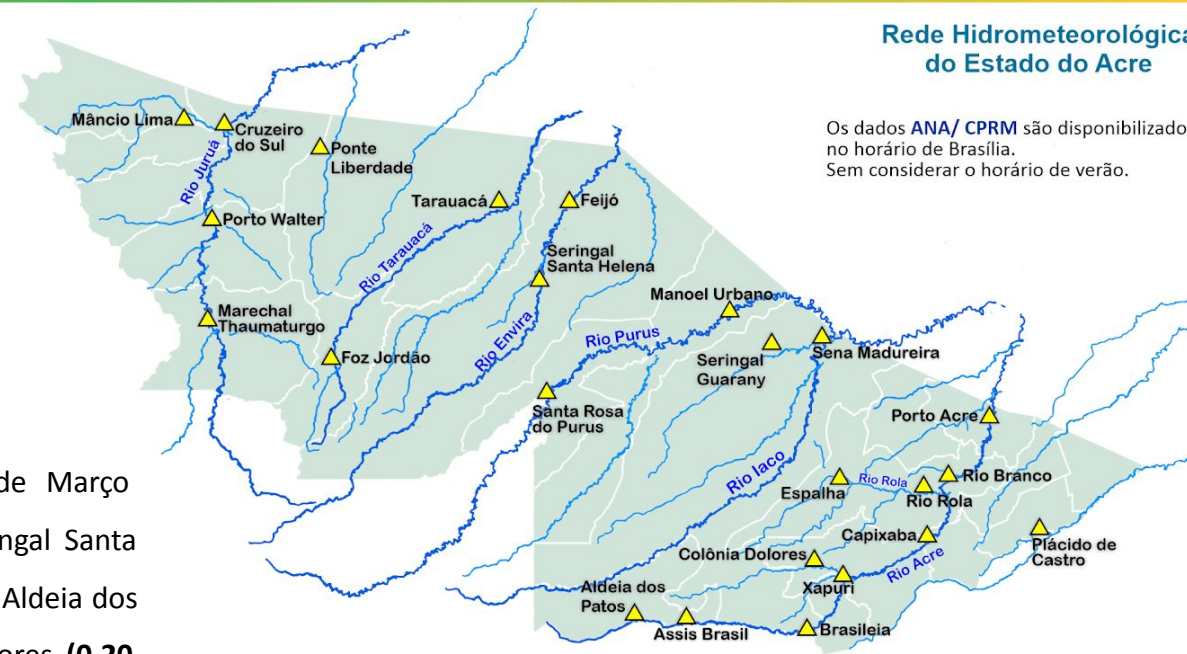 Rede Hidrometeorológica
do Estado do Acre
Os dados ANA/ CPRM são disponibilizado
no horário de Brasília.
Sem considerar o horário de verão.
Mâncio Lima
Cruzeiro
do Sul
Ponte
Liberdade
Rio Juruá
Tarauacá
Feijó
Porto Walter
Rio Tarauacá
Seringal
Santa Helena
Manoel Urbano
Marechal
Thaumaturgo
Rio Envira
Rio Purus
Foz Jordão
Seringal
Guarany
Sena Madureira
Santa Rosa
do Purus
Porto Acre
Rio Iaco
Espalha
Rio Rola
Rio Branco
Rio Rola
Capixaba
Plácido de
Castro
Colônia Dolores
Rio Acre
Xapuri
Aldeia dos
Patos
Assis Brasil
Brasileia
de Março
ngal Santa
Aldeia dos
ores (0,20